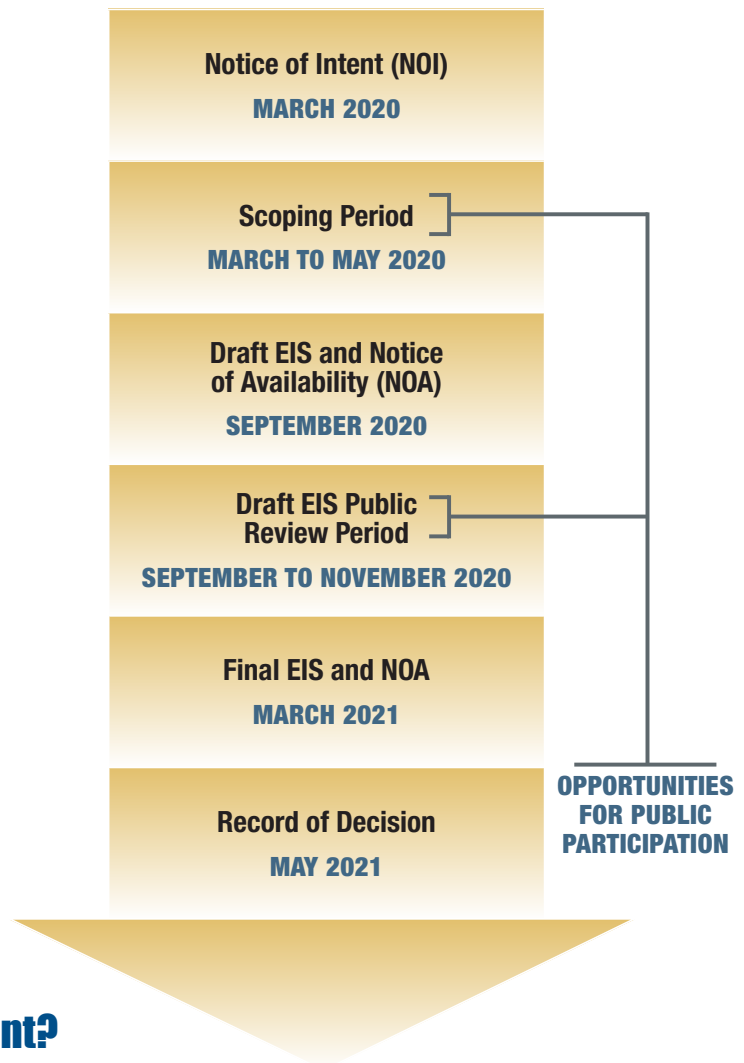 Notice of Intent (NOI)
MARCH 2020
Scoping Period
MARCH TO MAY 2020
Draft EIS and Notice
of Availability (NOA)
SEPTEMBER 2020
Draft EIS Public
Review Period
SEPTEMBER TO NOVEMBER 2020
Final EIS and NOA
MARCH 2021
Record of Decision
MAY 2021
OPPORTUNITIES
FOR PUBLIC
PARTICIPATION
nt?